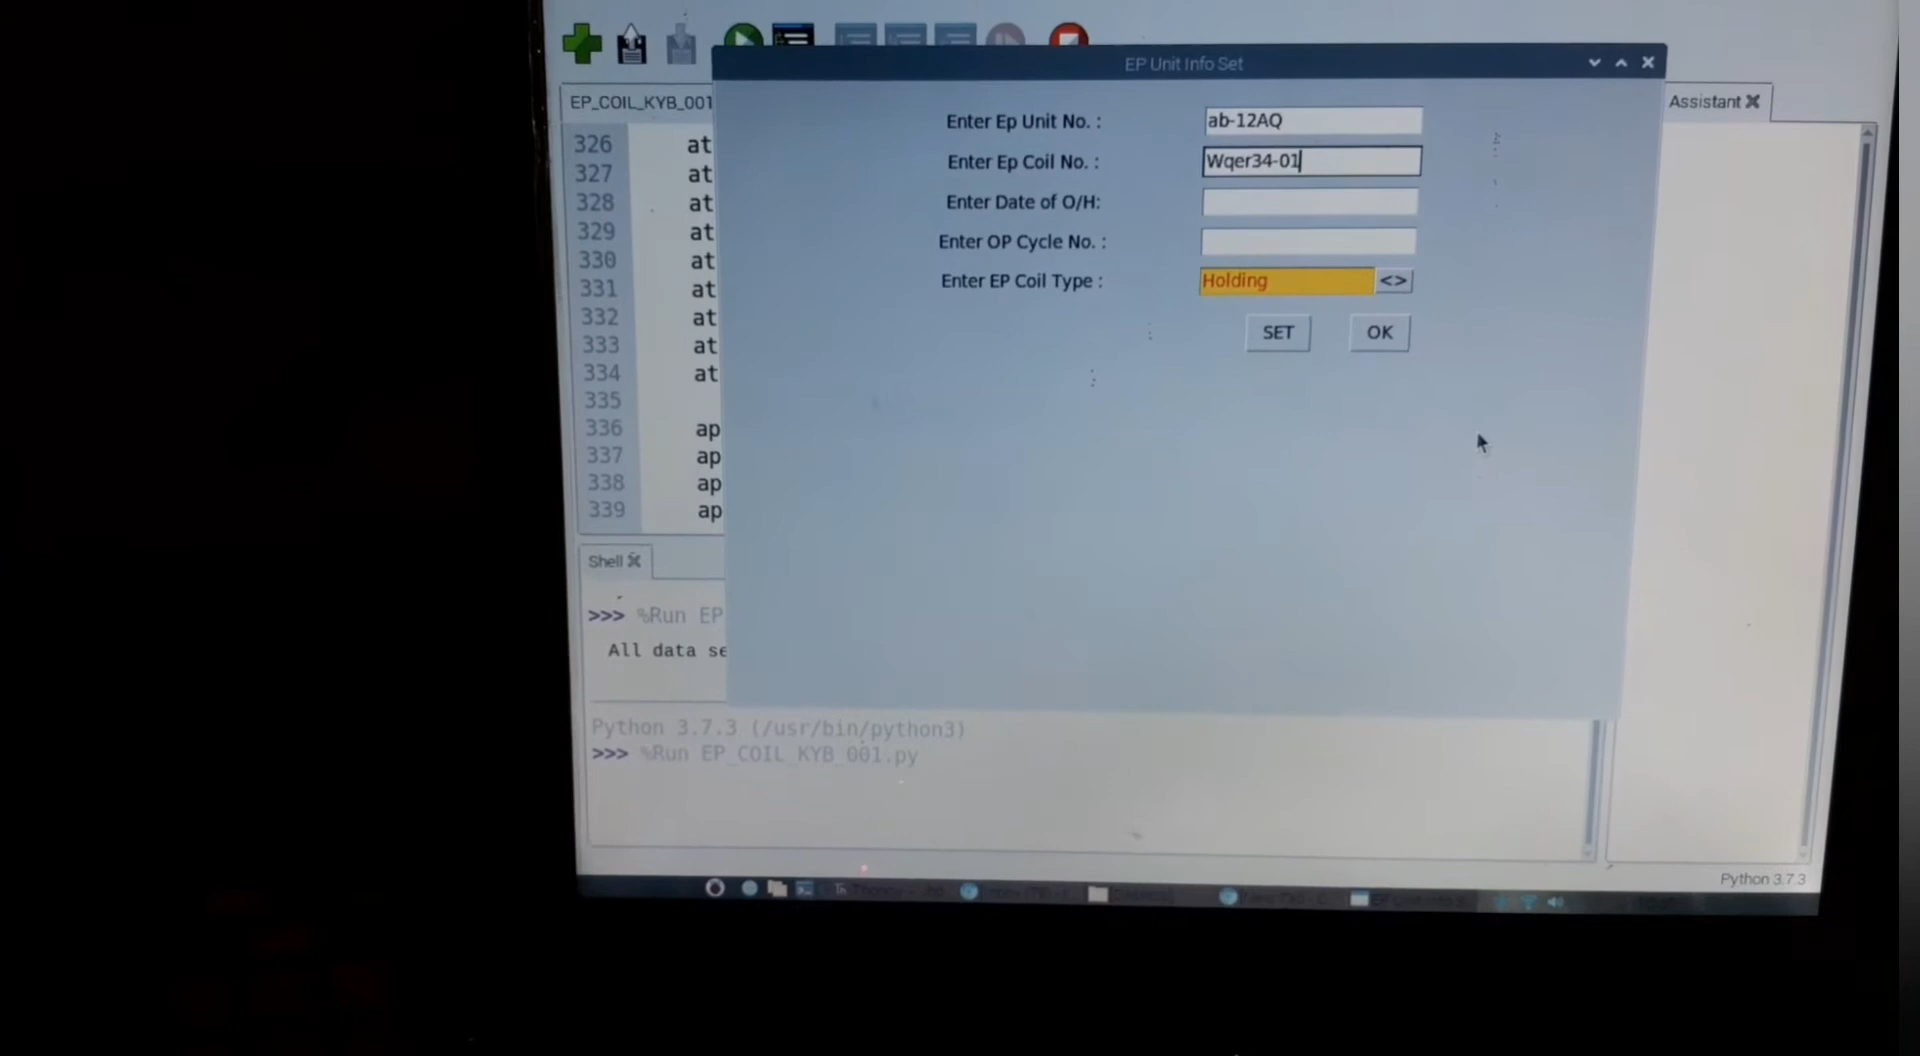 EP Unit Info Set
EP_COIL_KYB_001
Assistant
Enter Ep Unit No. : ab-12AQ
Enter Ep Coil No. : Wqer34-01
Enter Date of O/H:
Enter OP Cycle No. :
Enter EP Coil Type : Holding <>
SET OK
326 at
327 at
328 at
329 at
330 at
331 at
332 at
333 at
334 at
335
336 ap
337 ap
338 ap
339 ap
Shell
>>> %Run EP
All data se
Python 3.7.3 (/usr/bin/python3)
>>> %Run EP_COIL_KYB_001.py
Python 3.7.3